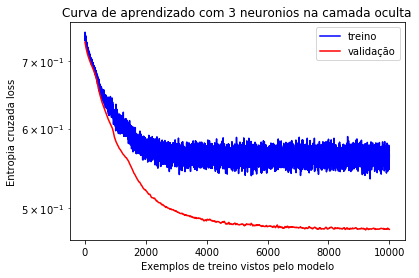 Curva de aprendizado com 3 neuronios na camada oculta
treino
validação
7 × 10⁻¹
6 × 10⁻¹
5 × 10⁻¹
Entropia cruzada loss
0 2000 4000 6000 8000 10000
Exemplos de treino vistos pelo modelo